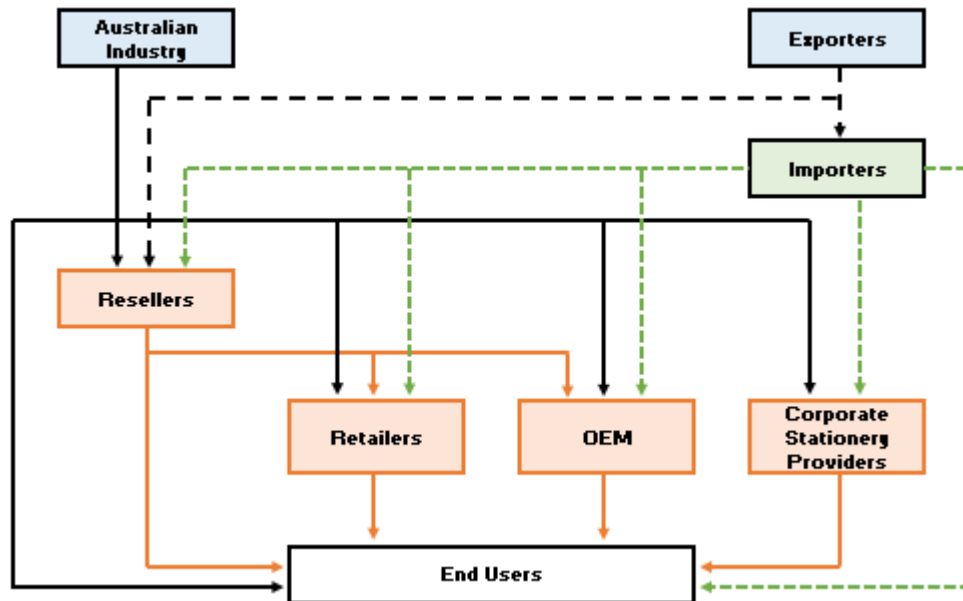 Australian
Industry
Exporters
Importers
Resellers
Retailers
OEM
Corporate
Stationery
Providers
End Users